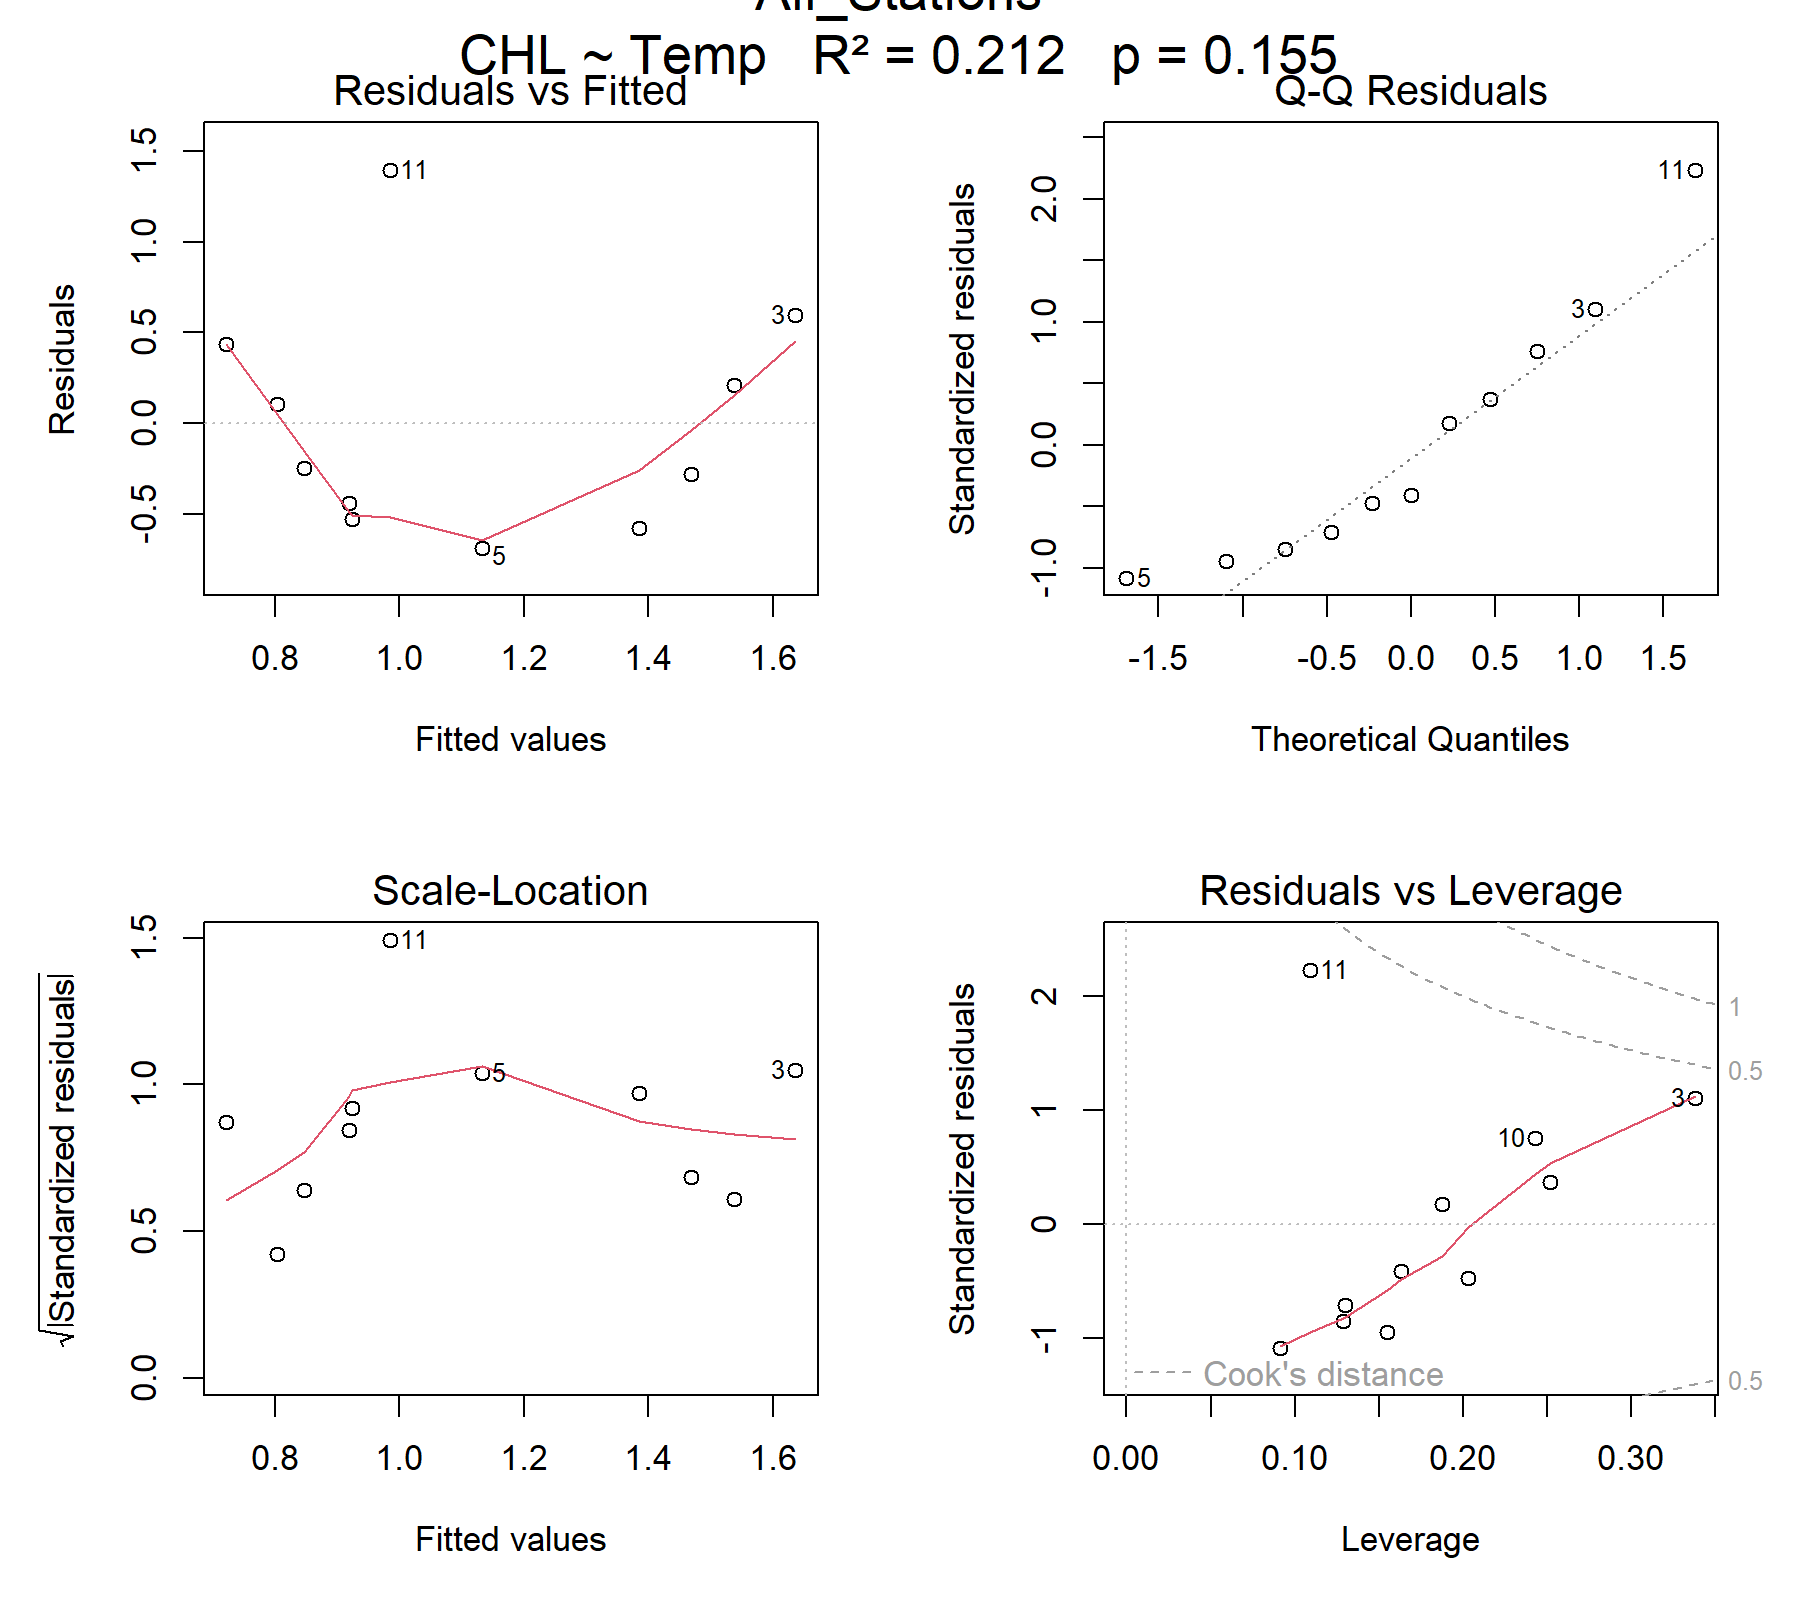 All_Stations
CHL ~ Temp R² = 0.212 p = 0.155
Residuals vs Fitted
Residuals
-0.5 0.0 0.5 1.0 1.5
11
3
5
0.8 1.0 1.2 1.4 1.6
Fitted values
Q-Q Residuals
Standardized residuals
-1.0 0.0 1.0 2.0
11
3
5
-1.5 -0.5 0.0 0.5 1.0 1.5
Theoretical Quantiles
Scale-Location
√|Standardized residuals|
0.0 0.5 1.0 1.5
11
5
3
0.8 1.0 1.2 1.4 1.6
Fitted values
Residuals vs Leverage
Standardized residuals
-1 0 1 2
11
1
0.5
3
10
Cook's distance
0.5
0.00 0.10 0.20 0.30
Leverage